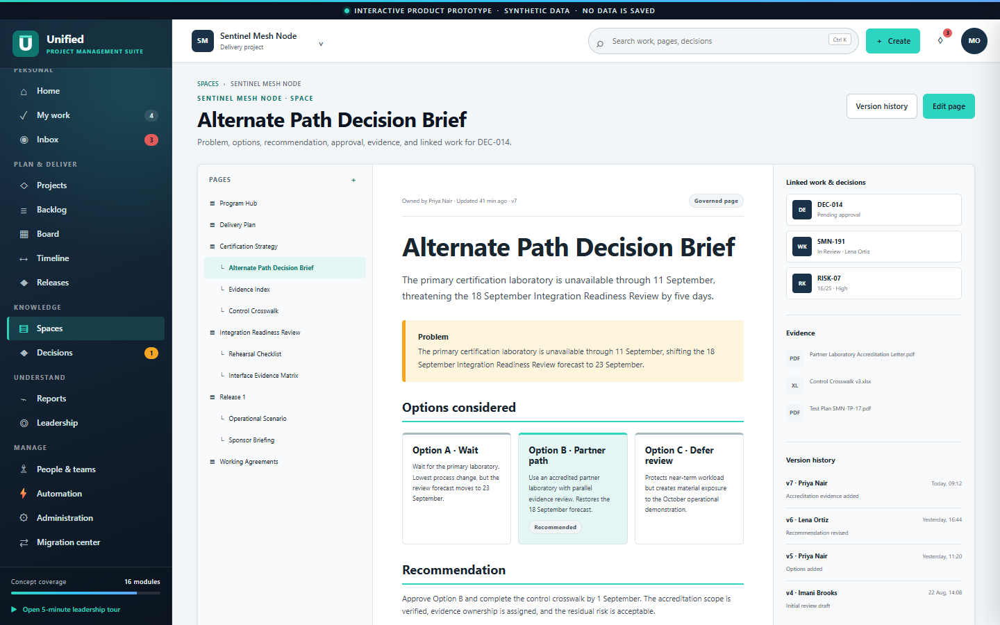 INTERACTIVE PRODUCT PROTOTYPE · SYNTHETIC DATA · NO DATA IS SAVED
U
Unified
PROJECT MANAGEMENT SUITE
PERSONAL
Home
My work 4
Inbox 3
PLAN & DELIVER
Projects
Backlog
Board
Timeline
Releases
KNOWLEDGE
Spaces
Decisions 1
UNDERSTAND
Reports
Leadership
MANAGE
People & teams
Automation
Administration
Migration center
Concept coverage 16 modules
Open 5-minute leadership tour
SM
Sentinel Mesh Node
Delivery project
Search work, pages, decisions
Ctrl K
+ Create
3
MO
SPACES › SENTINEL MESH NODE
SENTINEL MESH NODE · SPACE
Alternate Path Decision Brief
Problem, options, recommendation, approval, evidence, and linked work for DEC-014.
Version history
Edit page
PAGES +
Program Hub
Delivery Plan
Certification Strategy
Alternate Path Decision Brief
Evidence Index
Control Crosswalk
Integration Readiness Review
Rehearsal Checklist
Interface Evidence Matrix
Release 1
Operational Scenario
Sponsor Briefing
Working Agreements
Owned by Priya Nair · Updated 41 min ago · v7
Governed page
Alternate Path Decision Brief
The primary certification laboratory is unavailable through 11 September,
threatening the 18 September Integration Readiness Review by five days.
Problem
The primary certification laboratory is unavailable through 11 September, shifting the 18
September Integration Readiness Review forecast to 23 September.
Options considered
Option A · Wait
Wait for the primary laboratory.
Lowest process change, but the
review forecast moves to 23
September.
Option B · Partner
path
Use an accredited partner
laboratory with parallel
evidence review. Restores the
18 September forecast.
Recommended
Option C · Defer
review
Protects near-term workload
but creates material exposure
to the October operational
demonstration.
Recommendation
Approve Option B and complete the control crosswalk by 1 September. The accreditation scope is
verified, evidence ownership is assigned, and the residual risk is acceptable.
Linked work & decisions
DE
DEC-014
Pending approval
WK
SMN-191
In Review · Lena Ortiz
RK
RISK-07
16/25 · High
Evidence
PDF Partner Laboratory Accreditation Letter.pdf
XL Control Crosswalk v3.xlsx
PDF Test Plan SMN-TP-17.pdf
Version history
v7 · Priya Nair Today, 09:12
Accreditation evidence added
v6 · Lena Ortiz Yesterday, 16:44
Recommendation revised
v5 · Priya Nair Yesterday, 11:20
Options added
v4 · Imani Brooks 22 Aug, 14:08
Initial review draft